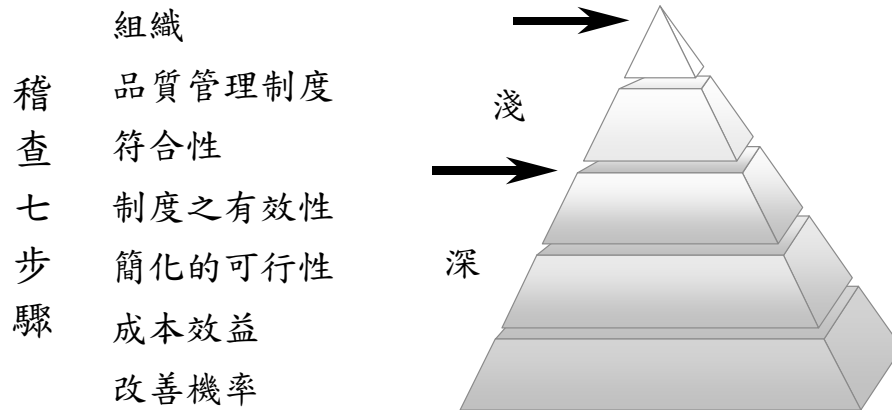 稽查七步驟
組織
品質管理制度
符合性
制度之有效性
簡化的可行性
成本效益
改善機率
淺
深